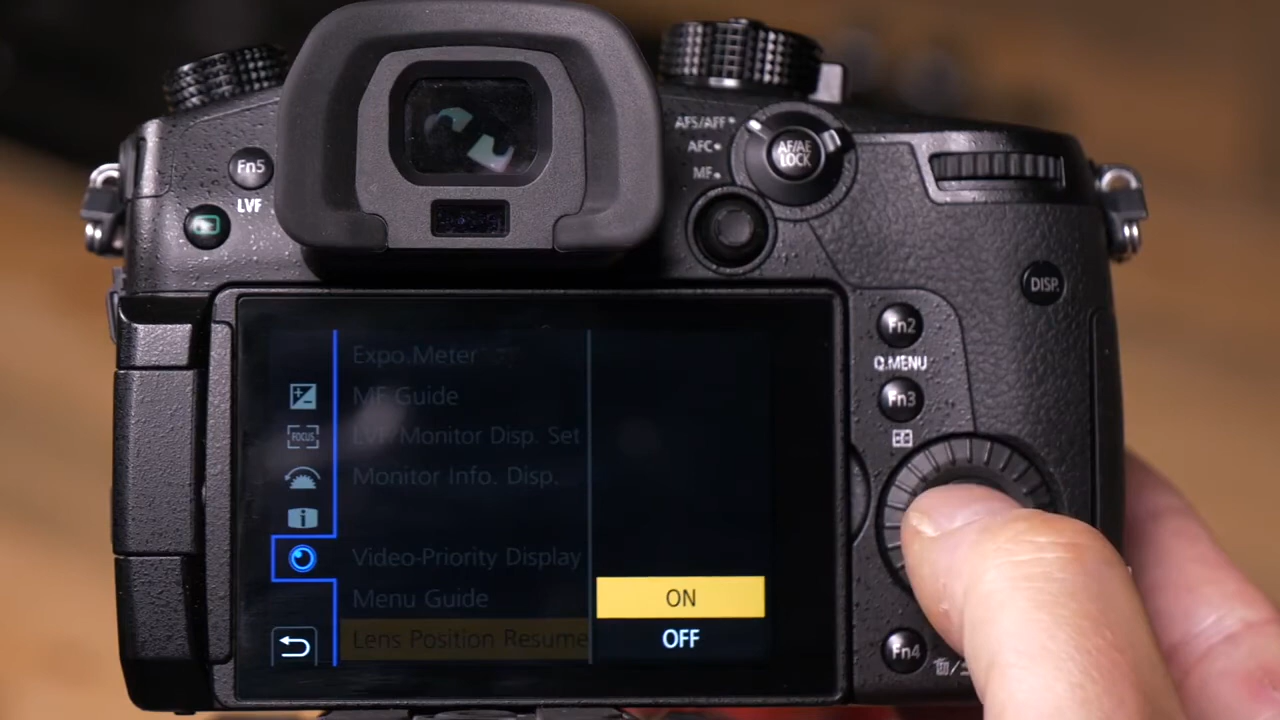 Fn5
LVF
AFS/AFF
AFC
MF
AF/AE
LOCK
DISP.
Fn2
Q.MENU
Fn3
Fn4
Expo.Meter
MF Guide
FOCUS
LVF/Monitor Disp. Set
Monitor Info. Disp.
Video-Priority Display
Menu Guide
ON
Lens Position Resume
OFF